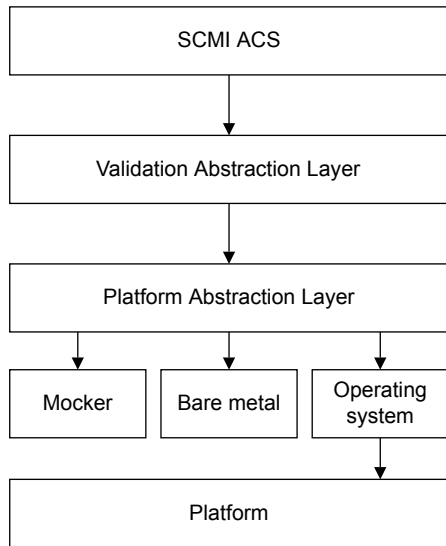 SCMI ACS
Validation Abstraction Layer
Platform Abstraction Layer
Mocker
Bare metal
Operating
system
Platform